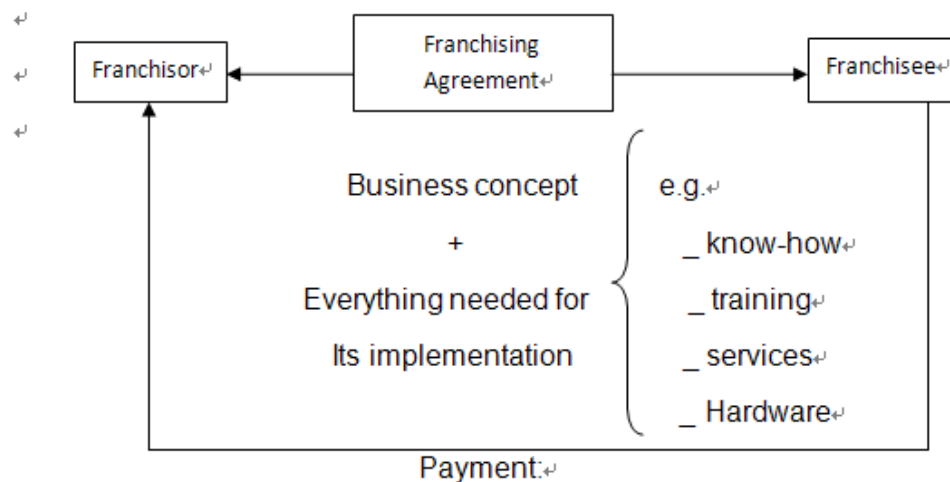 Franchisor
Franchising
Agreement
Franchisee
Business concept
+
Everything needed for
Its implementation
e.g.
_ know-how
_ training
_ services
_ Hardware
Payment: